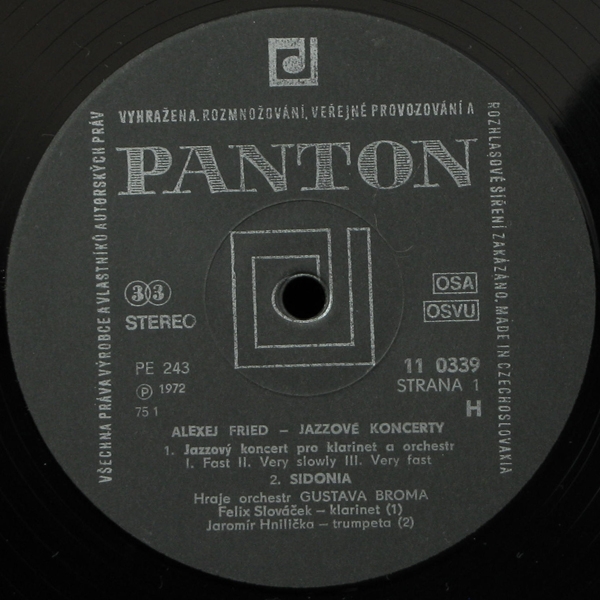 VŠECHNA PRÁVA VÝROBCE A VLASTNÍKŮ AUTORSKÝCH PRÁV
VYHRAŽENA. ROZMNOŽOVÁNÍ, VEŘEJNÉ PROVOZOVÁNÍ A
ROZHLASOVÉ ŠÍŘENÍ ZAKÁZÁNO. MADE IN CZECHOSLOVAKIA
PANTON
33
STEREO
OSA
OSVU
PE 243
℗ 1972
75 1
11 0339
STRANA 1
H
ALEXEJ FRIED – JAZZOVÉ KONCERTY
1. Jazzový koncert pro klarinet a orchestr
I. Fast II. Very slowly III. Very fast
2. SIDONIA
Hraje orchestr GUSTAVA BROMA
Felix Slováček – klarinet (1)
Jaromír Hnilička – trumpeta (2)